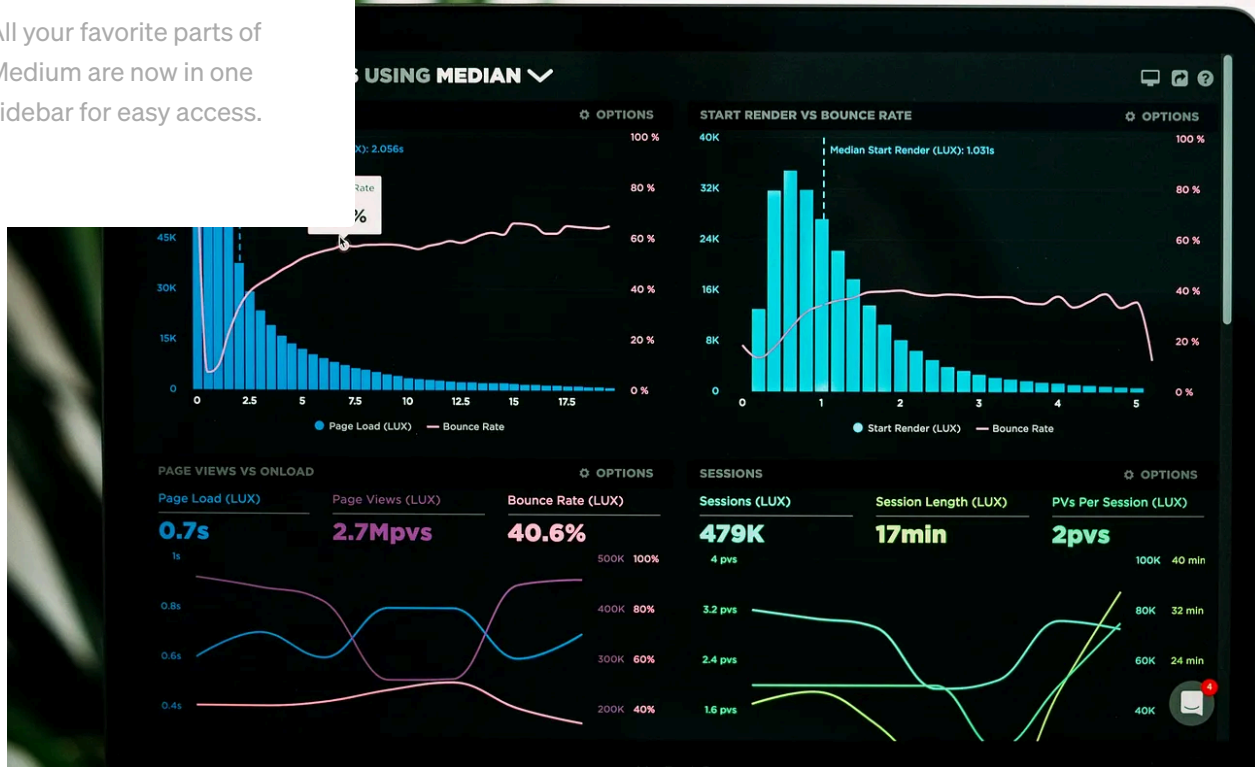 All your favorite parts of
Medium are now in one
sidebar for easy access.
USING MEDIAN
OPTIONS
100 %
2.056s
80 %
Rate
%
60 %
45K
40 %
30K
20 %
15K
0 %
0
0 2.5 5 7.5 10 12.5 15 17.5
Page Load (LUX) Bounce Rate
START RENDER VS BOUNCE RATE OPTIONS
40K 100 %
Median Start Render (LUX): 1.031s
32K 80 %
24K 60 %
16K 40 %
8K 20 %
0 0 %
0 1 2 3 4 5
Start Render (LUX) Bounce Rate
PAGE VIEWS VS ONLOAD OPTIONS
Page Load (LUX) Page Views (LUX) Bounce Rate (LUX)
0.7s 2.7Mpvs 40.6%
1s 500K 100%
0.8s 400K 80%
0.6s 300K 60%
0.4s 200K 40%
SESSIONS OPTIONS
Sessions (LUX) Session Length (LUX) PVs Per Session (LUX)
479K 17min 2pvs
4 pvs 100K 40 min
3.2 pvs 80K 32 min
2.4 pvs 60K 24 min
1.6 pvs 40K
4